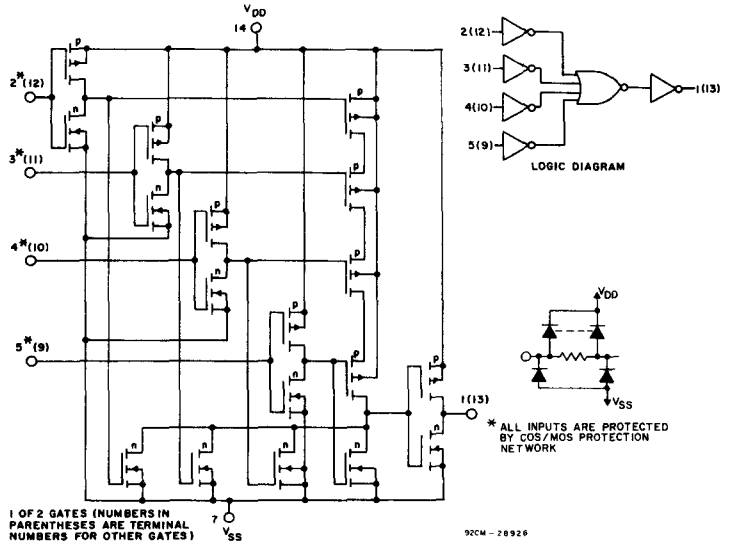 VDD
14
2*(12)
p
n
3*(11)
p
n
4*(10)
p
n
5*(9)
p
n
p
p
p
p
p
n
1(13)
n
n
n
n
7
VSS
1 OF 2 GATES (NUMBERS IN
PARENTHESES ARE TERMINAL
NUMBERS FOR OTHER GATES)
2(12)
3(11)
4(10)
5(9)
1(13)
LOGIC DIAGRAM
VDD
VSS
* ALL INPUTS ARE PROTECTED
BY COS/MOS PROTECTION
NETWORK
92CM-28926